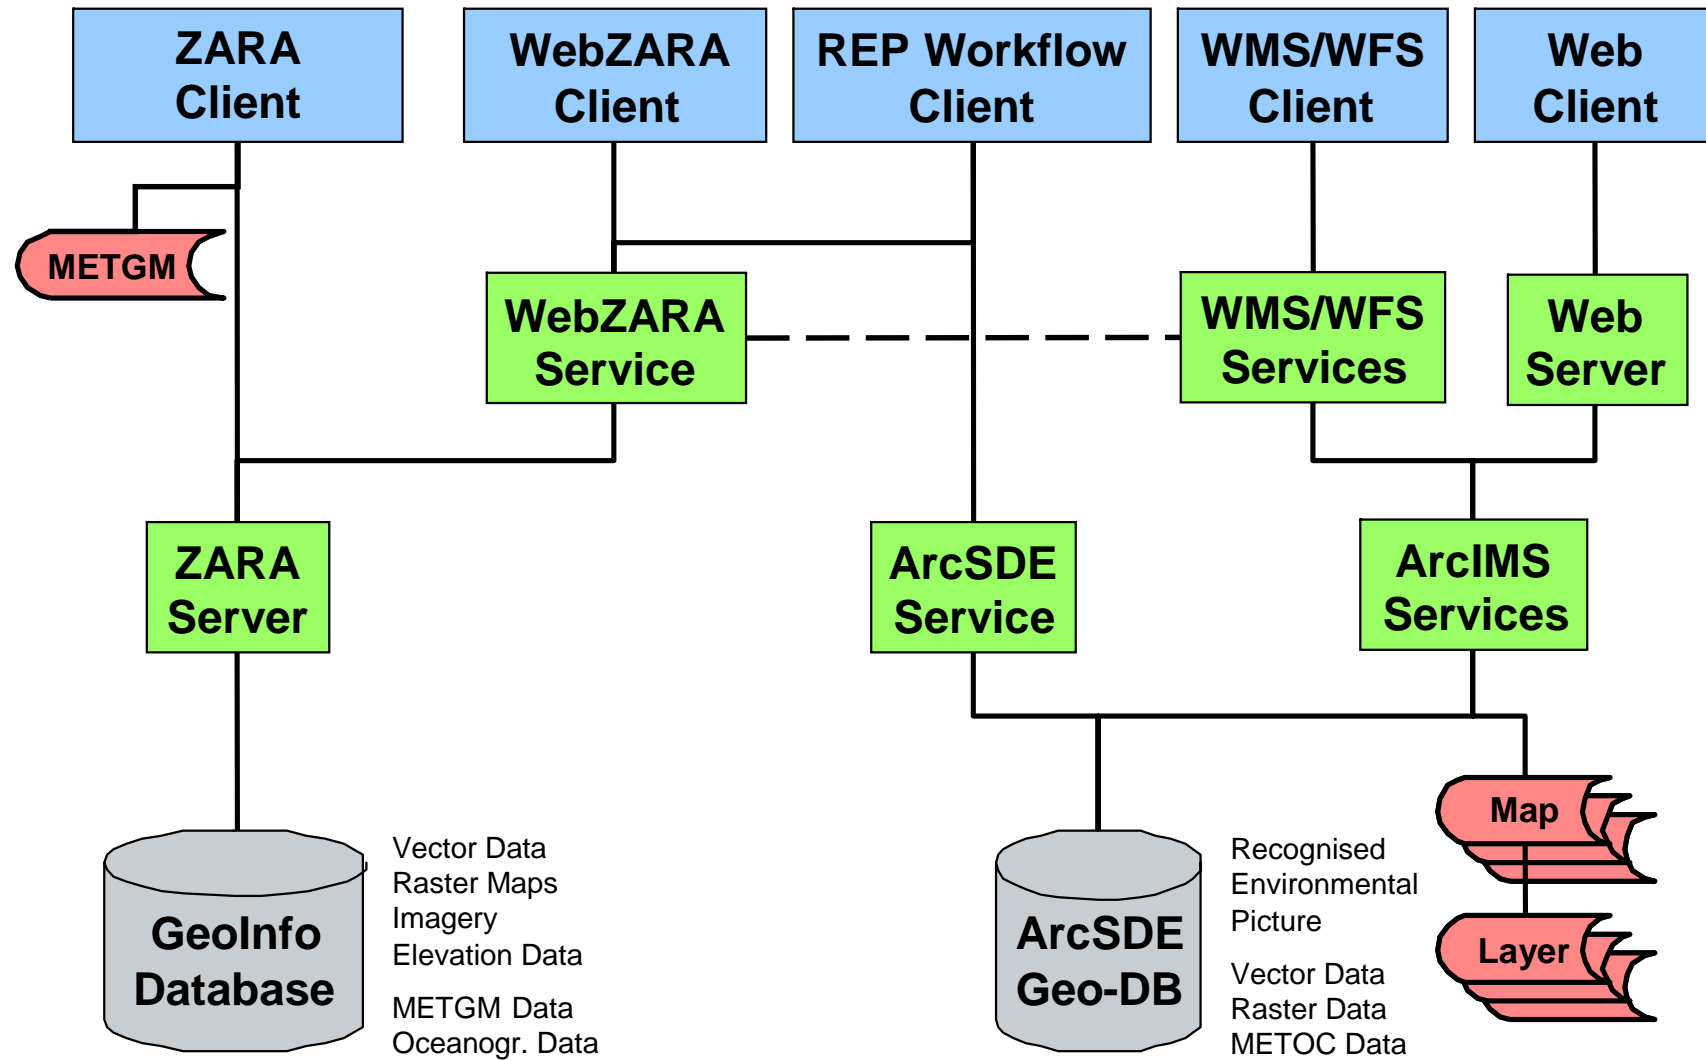 ZARA
Client
WebZARA
Client
REP Workflow
Client
WMS/WFS
Client
Web
Client
METGM
WebZARA
Service
WMS/WFS
Services
Web
Server
ZARA
Server
ArcSDE
Service
ArcIMS
Services
GeoInfo
Database
Vector Data
Raster Maps
Imagery
Elevation Data
METGM Data
Oceanogr. Data
ArcSDE
Geo-DB
Recognised
Environmental
Picture
Vector Data
Raster Data
METOC Data
Map
Layer